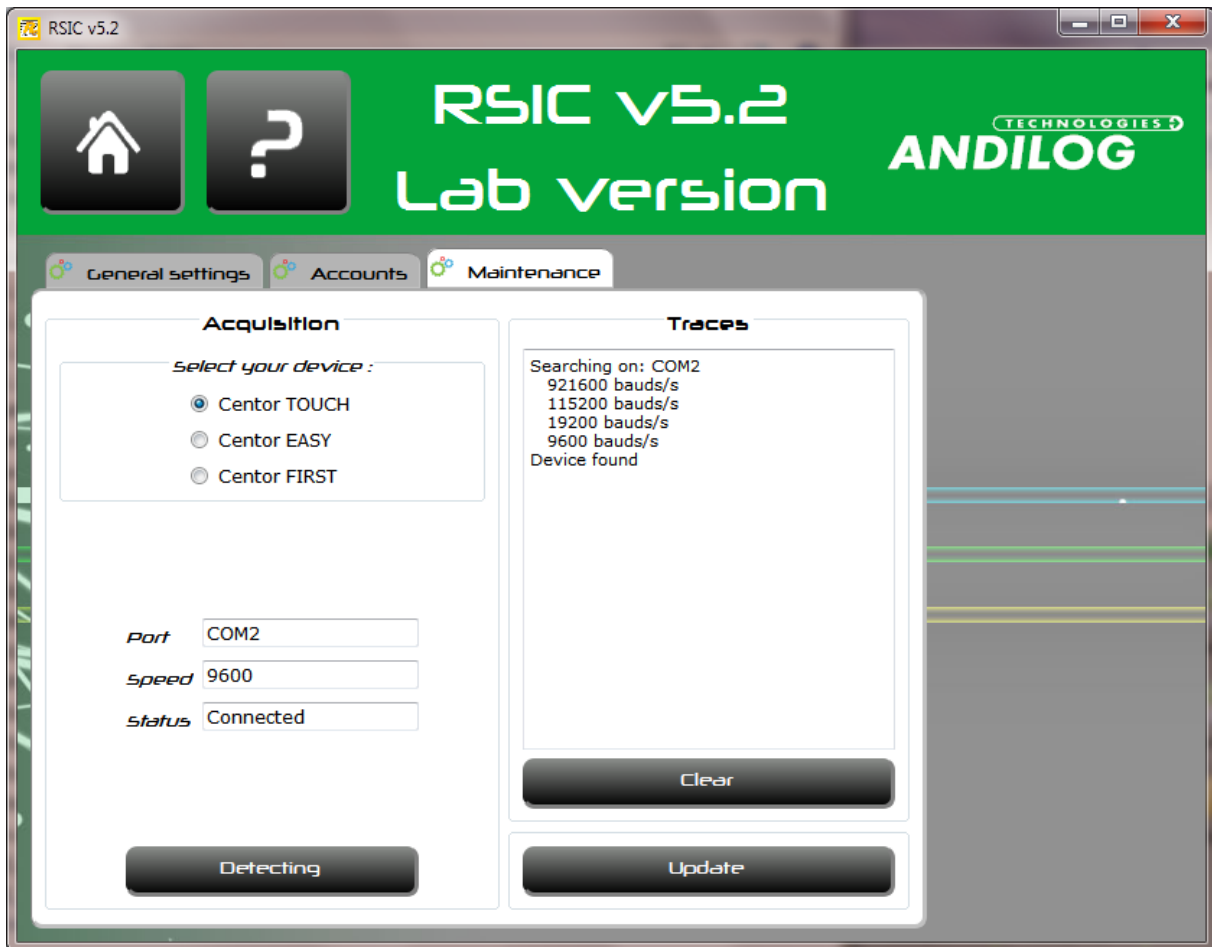 RSIC v5.2
RSIC v5.2
Lab version
TECHNOLOGIES
ANDILOG
General settings
Accounts
Maintenance
Acquisition
Select your device :
Centor TOUCH
Centor EASY
Centor FIRST
Port COM2
Speed 9600
Status Connected
Detecting
Traces
Searching on: COM2
921600 bauds/s
115200 bauds/s
19200 bauds/s
9600 bauds/s
Device found
Clear
Update